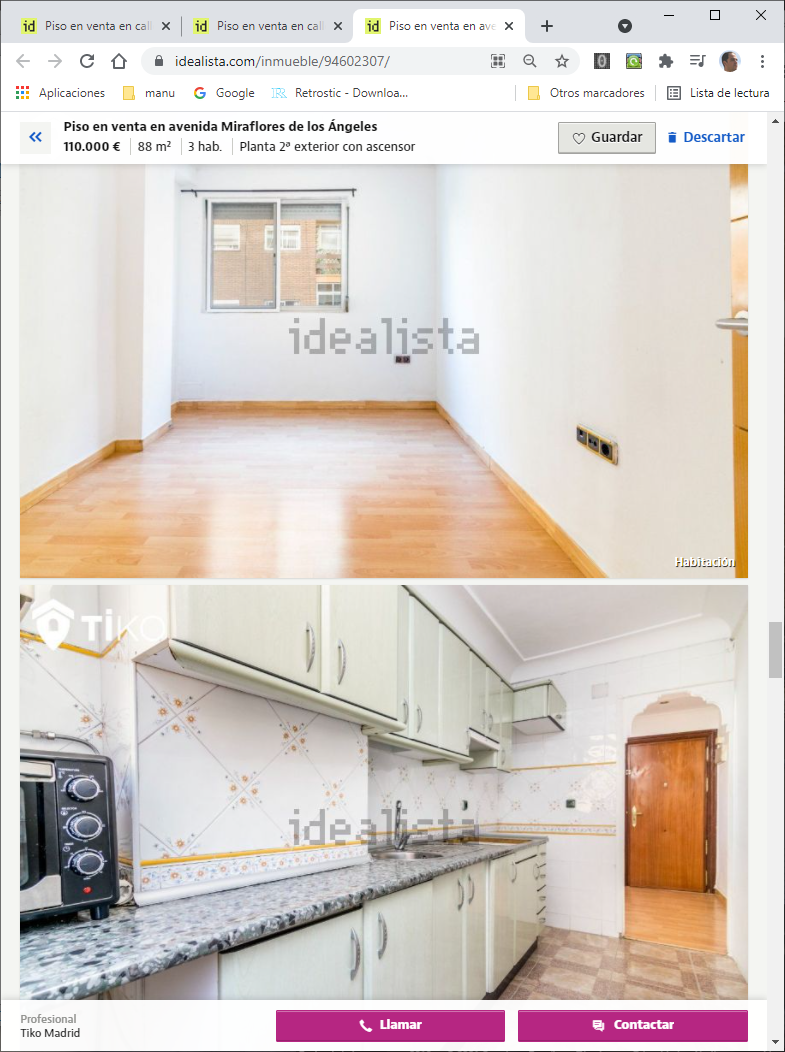 Piso en venta en call
Piso en venta en call
Piso en venta en ave
idealista.com/inmueble/94602307/
Aplicaciones
manu
Google
Retrostic - Downloa...
Otros marcadores
Lista de lectura
Piso en venta en avenida Miraflores de los Ángeles
110.000 € 88 m² 3 hab. Planta 2ª exterior con ascensor
Guardar
Descartar
idealista
Habitación
TiKO
idealista
Profesional
Tiko Madrid
Llamar
Contactar